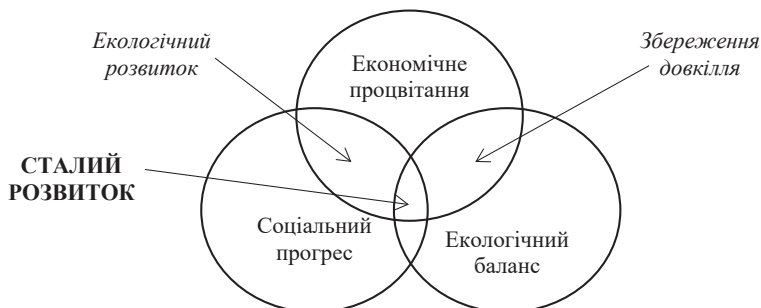 Екологічний
розвиток
Економічне
процвітання
Збереження
довкілля
СТАЛИЙ
РОЗВИТОК
Соціальний
прогрес
Екологічний
баланс